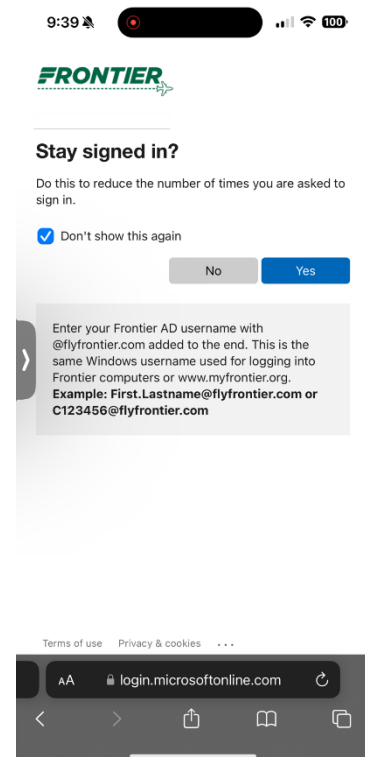 9:39
100
FRONTIER
Stay signed in?
Do this to reduce the number of times you are asked to
sign in.
Don't show this again
No
Yes
Enter your Frontier AD username with
@flyfrontier.com added to the end. This is the
same Windows username used for logging into
Frontier computers or www.myfrontier.org.
Example: First.Lastname@flyfrontier.com or
C123456@flyfrontier.com
Terms of use Privacy & cookies ...
AA login.microsoftonline.com